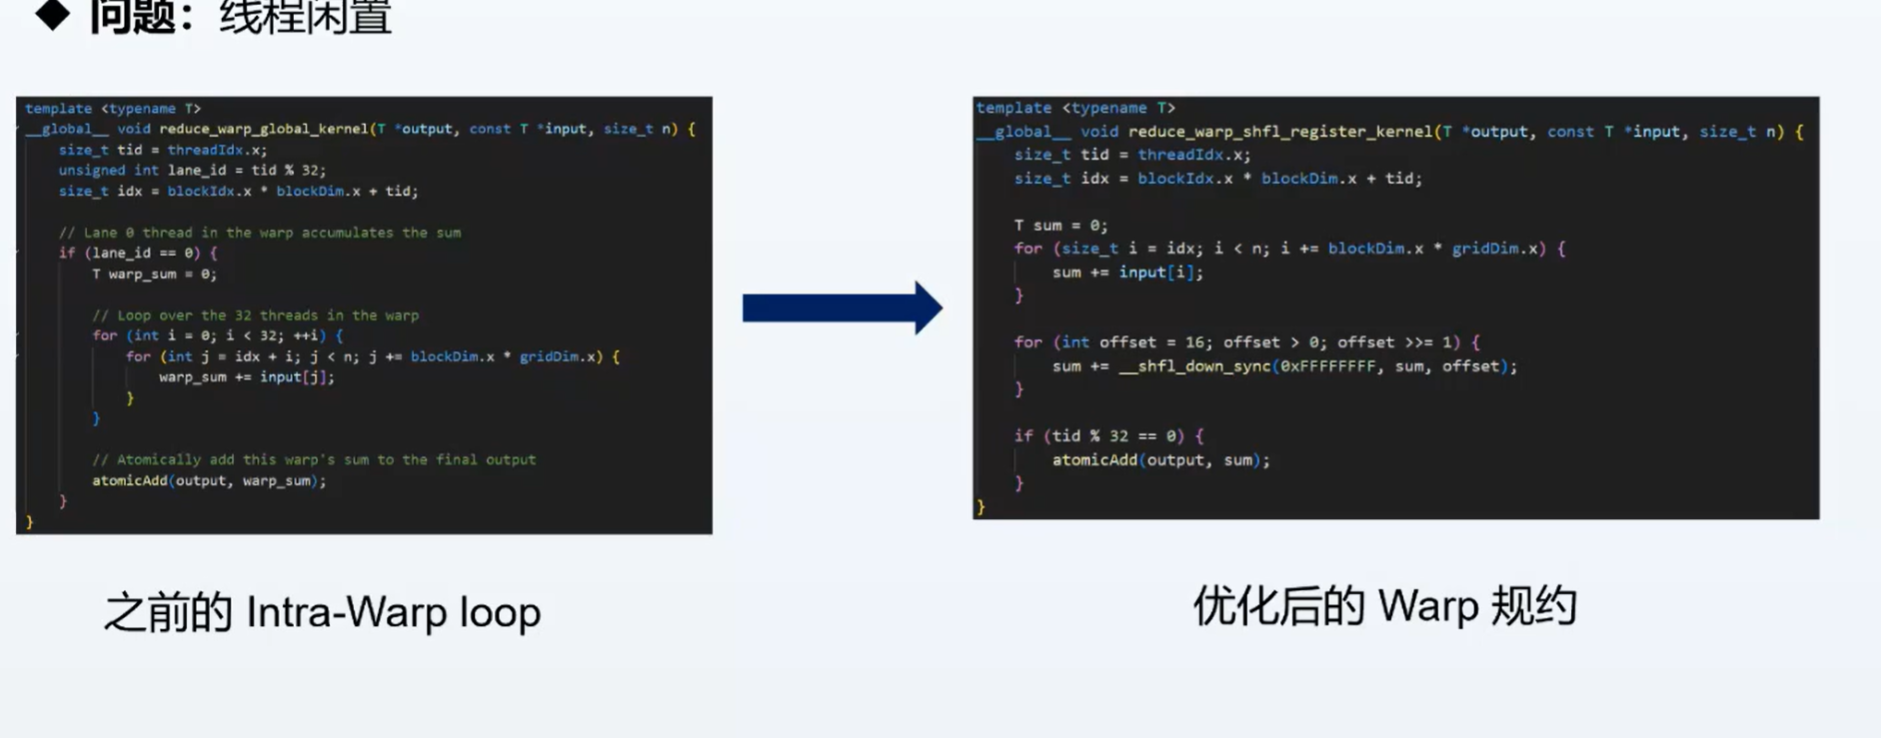 ◆ 问题：线程闲置
template <typename T>
__global__ void reduce_warp_global_kernel(T *output, const T *input, size_t n) {
    size_t tid = threadIdx.x;
    unsigned int lane_id = tid % 32;
    size_t idx = blockIdx.x * blockDim.x + tid;
    // Lane 0 thread in the warp accumulates the sum
    if (lane_id == 0) {
        T warp_sum = 0;
        // Loop over the 32 threads in the warp
        for (int i = 0; i < 32; ++i) {
            for (int j = idx + i; j < n; j += blockDim.x * gridDim.x) {
                warp_sum += input[j];
            }
        }
        // Atomically add this warp's sum to the final output
        atomicAdd(output, warp_sum);
    }
}
之前的 Intra-Warp loop
template <typename T>
__global__ void reduce_warp_shfl_register_kernel(T *output, const T *input, size_t n) {
    size_t tid = threadIdx.x;
    size_t idx = blockIdx.x * blockDim.x + tid;
    T sum = 0;
    for (size_t i = idx; i < n; i += blockDim.x * gridDim.x) {
        sum += input[i];
    }
    for (int offset = 16; offset > 0; offset >>= 1) {
        sum += __shfl_down_sync(0xFFFFFFFF, sum, offset);
    }
    if (tid % 32 == 0) {
        atomicAdd(output, sum);
    }
}
优化后的 Warp 规约